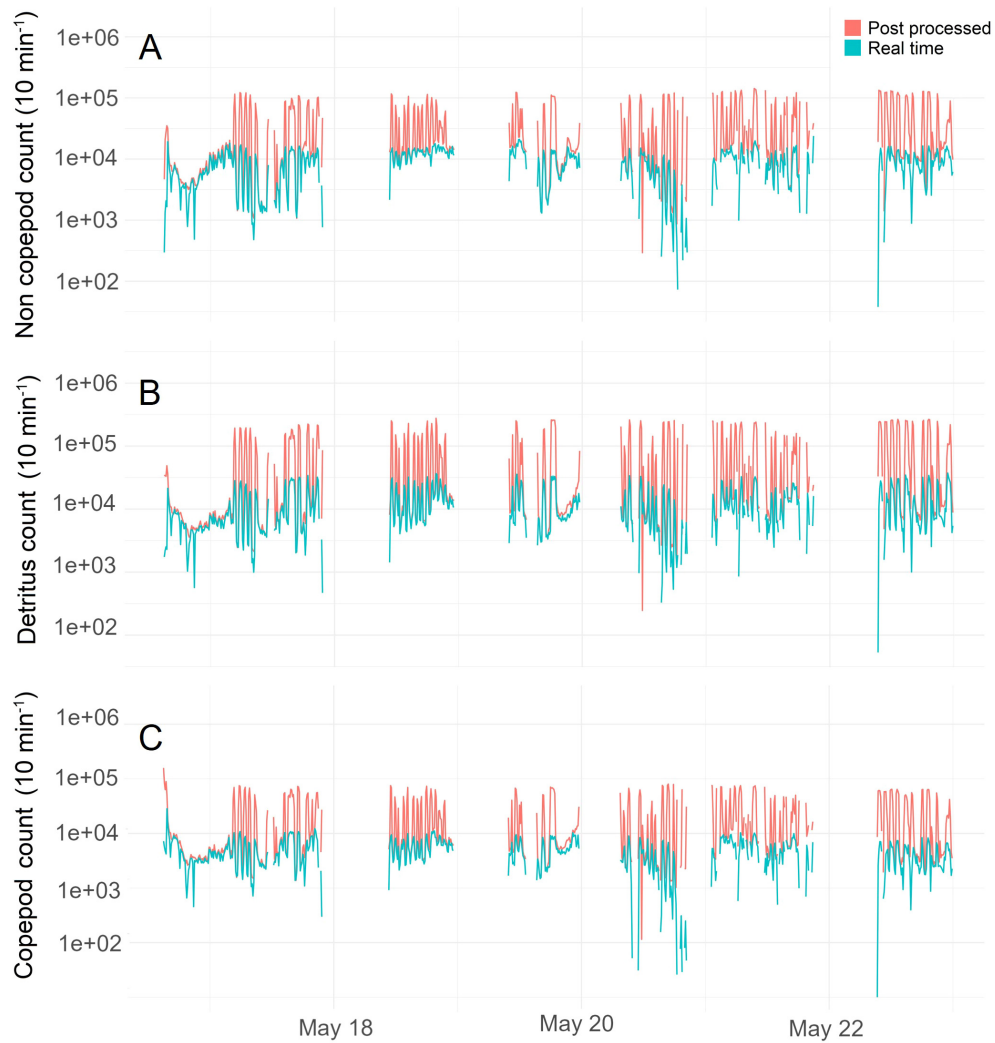 Non copepod count (10 min⁻¹)
1e+06
1e+05
1e+04
1e+03
1e+02
A
Post processed
Real time
Detritus count (10 min⁻¹)
1e+06
1e+05
1e+04
1e+03
1e+02
B
Copepod count (10 min⁻¹)
1e+06
1e+05
1e+04
1e+03
1e+02
C
May 18
May 20
May 22